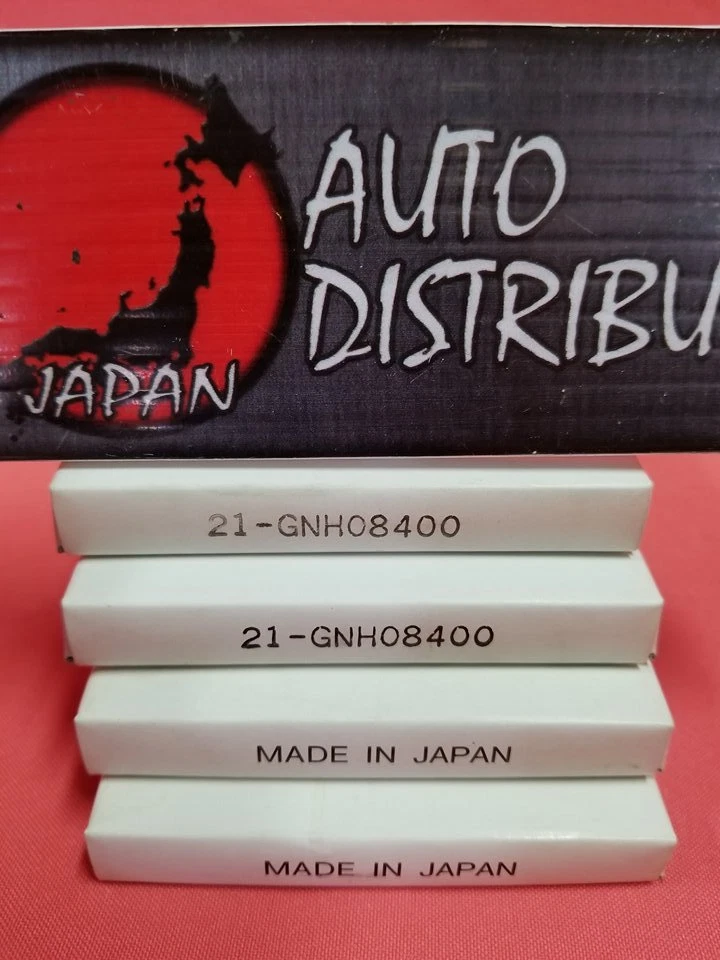 AUTO
DISTRIBU
JAPAN
21-GNH08400
21-GNH08400
MADE IN JAPAN
MADE IN JAPAN